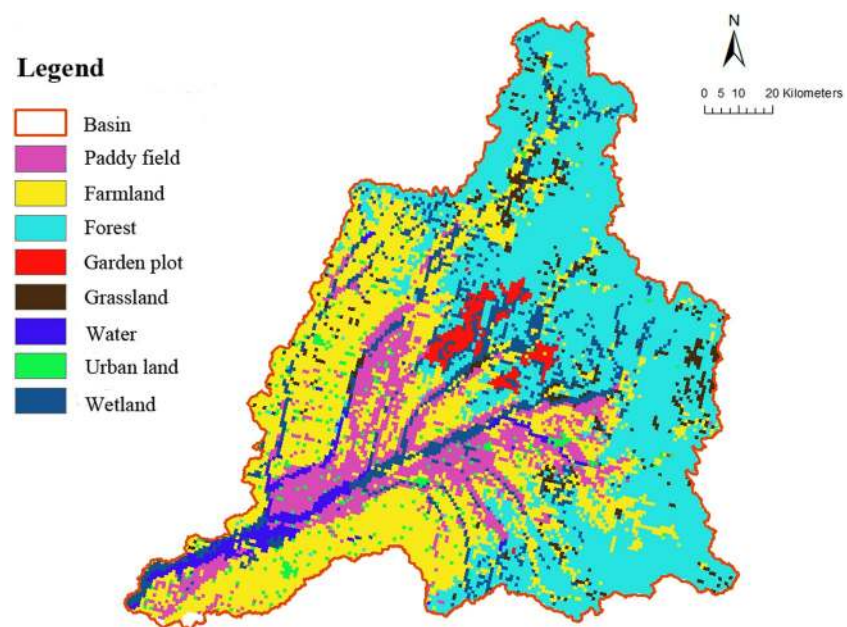 N
Legend
0 5 10 20 Kilometers
Basin
Paddy field
Farmland
Forest
Garden plot
Grassland
Water
Urban land
Wetland